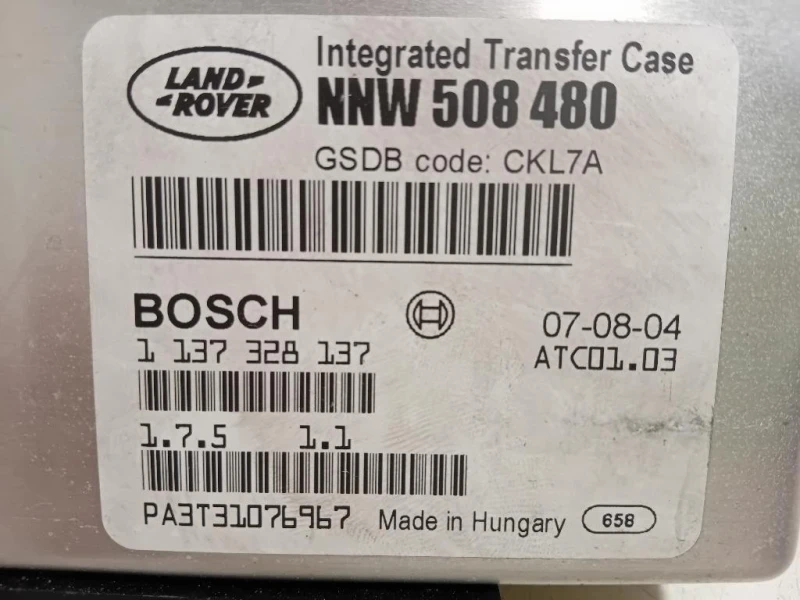 LAND ROVER
Integrated Transfer Case
NNW 508 480
GSDB code: CKL7A
BOSCH
07-08-04
1 137 328 137
ATC01.03
1.7.5 1.1
PA3T31076967 Made in Hungary 658